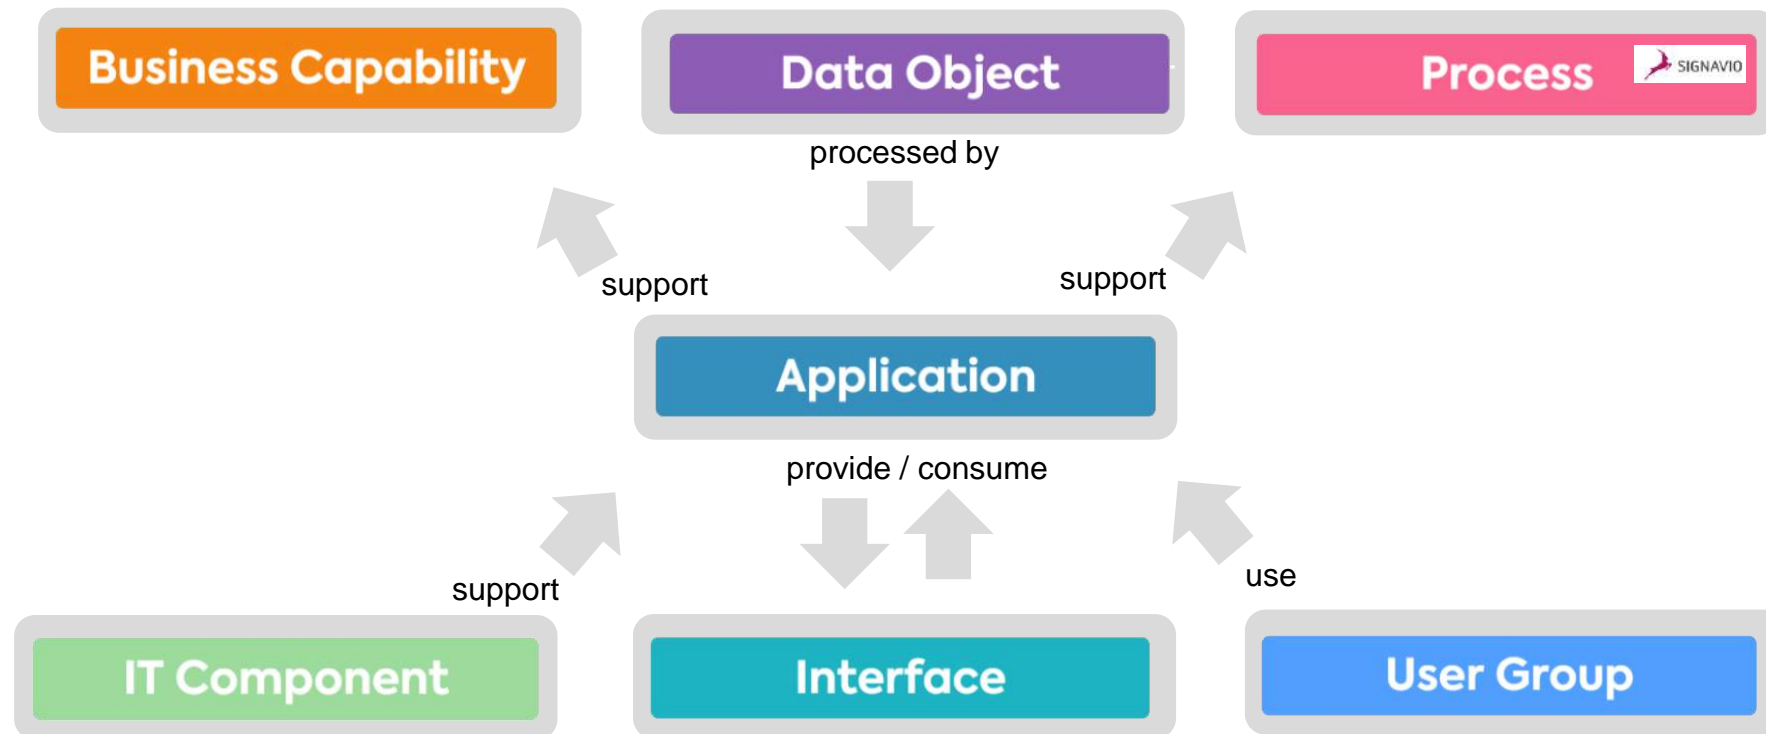 Business Capability
Data Object
Process
SIGNAVIO
processed by
support
support
Application
provide / consume
support
use
IT Component
Interface
User Group